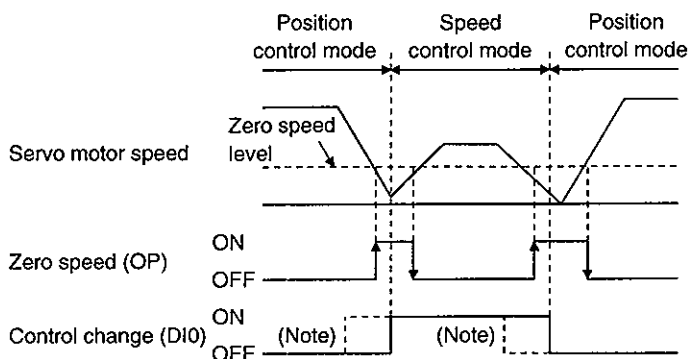 Position
control mode
Speed
control mode
Position
control mode
Zero speed
level
Servo motor speed
Zero speed (OP)
ON
OFF
Control change (DI0)
ON
OFF
(Note)
(Note)